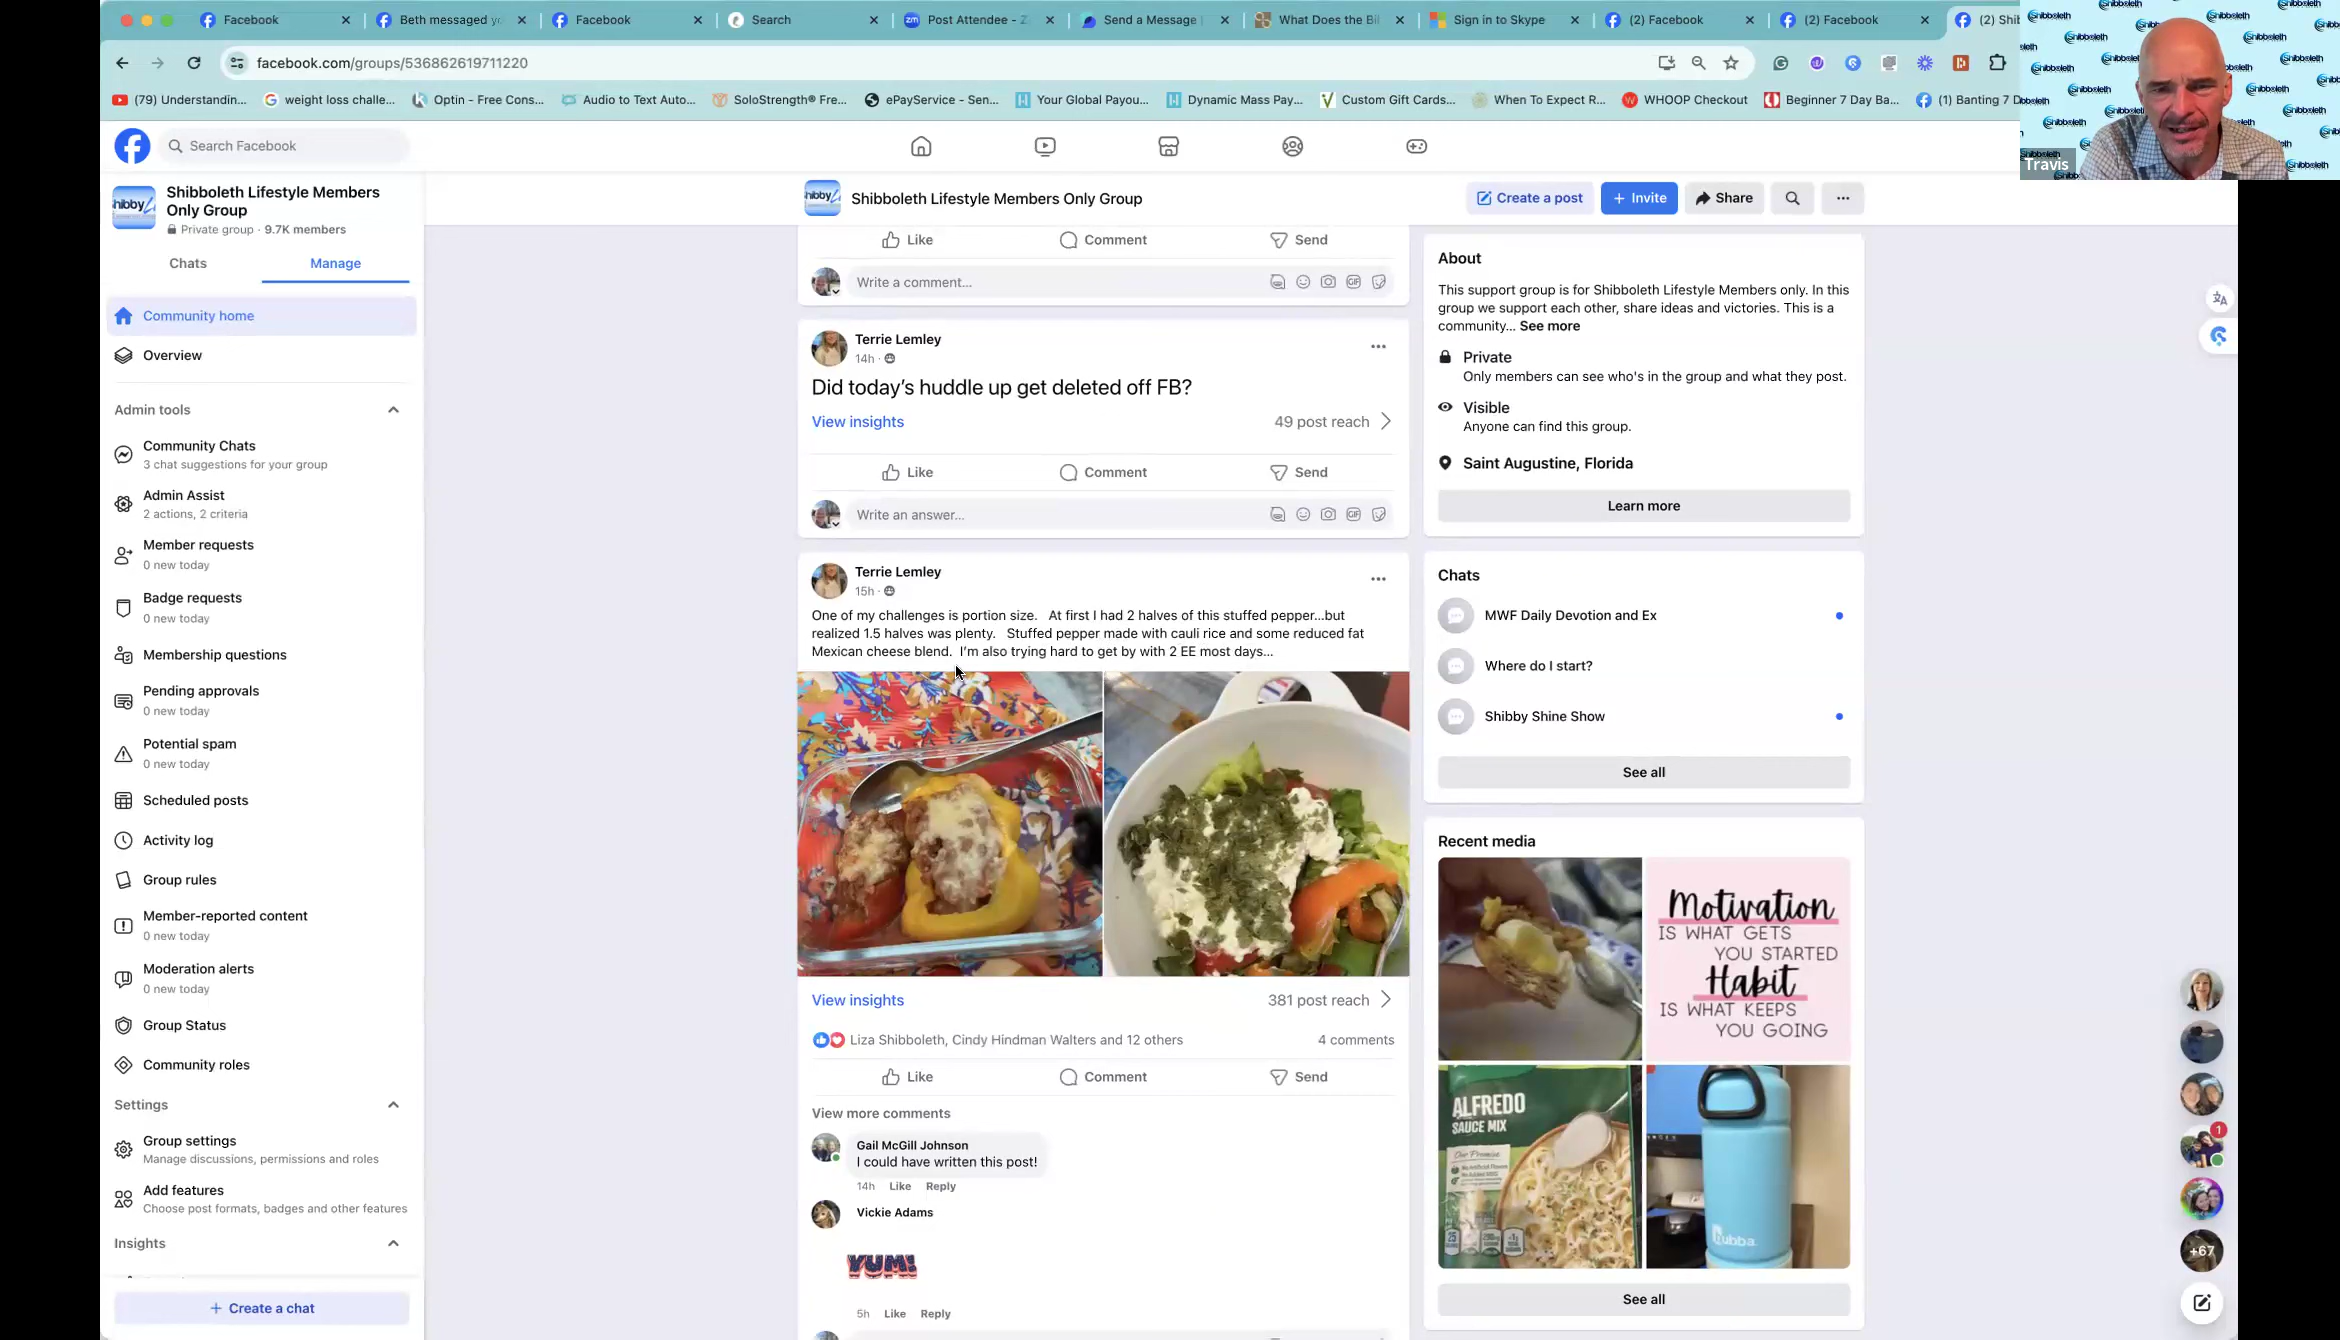 Facebook
Beth messaged yo
Facebook
Search
Post Attendee - Z
Send a Message
What Does the Bil
Sign in to Skype
(2) Facebook
(2) Facebook
(2) Shib
facebook.com/groups/536862619711220
(79) Understandin...
weight loss challe...
Optin - Free Cons...
Audio to Text Auto...
SoloStrength® Fre...
ePayService - Sen...
Your Global Payou...
Dynamic Mass Pay...
Custom Gift Cards...
When To Expect R...
WHOOP Checkout
Beginner 7 Day Ba...
(1) Banting 7 D
Shibboleth
Travis
Search Facebook
Shibboleth Lifestyle Members
Only Group
Private group · 9.7K members
Chats
Manage
Community home
Overview
Admin tools
Community Chats
3 chat suggestions for your group
Admin Assist
2 actions, 2 criteria
Member requests
0 new today
Badge requests
0 new today
Membership questions
Pending approvals
0 new today
Potential spam
0 new today
Scheduled posts
Activity log
Group rules
Member-reported content
0 new today
Moderation alerts
0 new today
Group Status
Community roles
Settings
Group settings
Manage discussions, permissions and roles
Add features
Choose post formats, badges and other features
Insights
+ Create a chat
Shibboleth Lifestyle Members Only Group
Create a post
+ Invite
Share
Like
Comment
Send
Write a comment...
Terrie Lemley
14h ·
Did today's huddle up get deleted off FB?
View insights
49 post reach
Like
Comment
Send
Write an answer...
Terrie Lemley
15h ·
One of my challenges is portion size. At first I had 2 halves of this stuffed pepper...but
realized 1.5 halves was plenty. Stuffed pepper made with cauli rice and some reduced fat
Mexican cheese blend. I'm also trying hard to get by with 2 EE most days...
View insights
381 post reach
Liza Shibboleth, Cindy Hindman Walters and 12 others
4 comments
Like
Comment
Send
View more comments
Gail McGill Johnson
I could have written this post!
14h Like Reply
Vickie Adams
YUM!
5h Like Reply
About
This support group is for Shibboleth Lifestyle Members only. In this
group we support each other, share ideas and victories. This is a
community... See more
Private
Only members can see who's in the group and what they post.
Visible
Anyone can find this group.
Saint Augustine, Florida
Learn more
Chats
MWF Daily Devotion and Ex
Where do I start?
Shibby Shine Show
See all
Recent media
Motivation
IS WHAT GETS
YOU STARTED
Habit
IS WHAT KEEPS
YOU GOING
ALFREDO
SAUCE MIX
Our Promise
bubba.
See all
1
+67